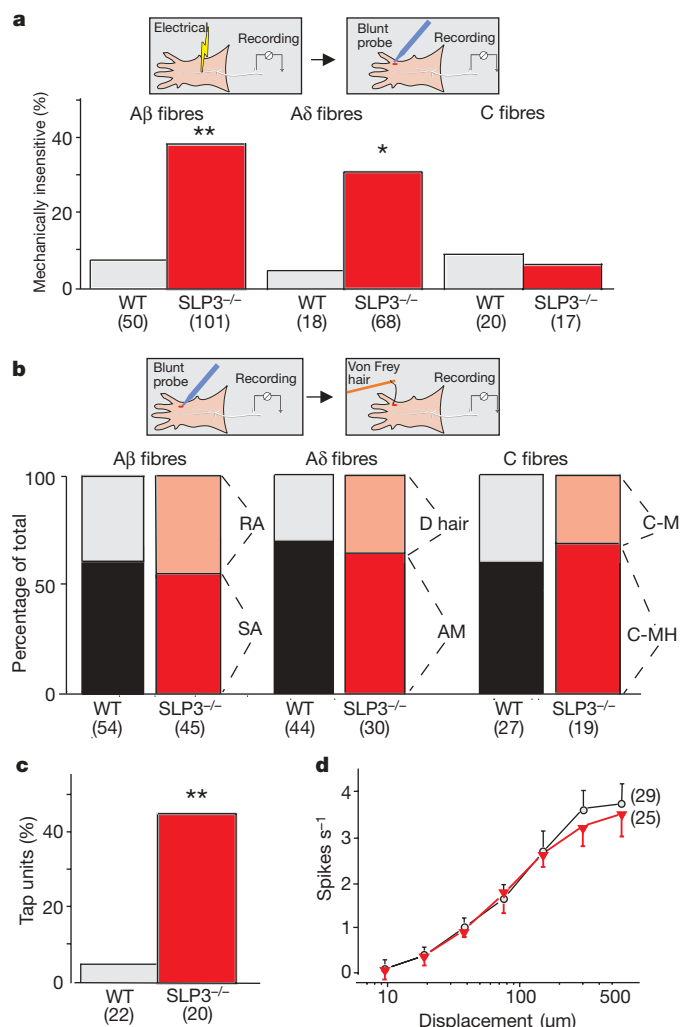 a
Electrical
Recording
Blunt
probe
Recording
Aβ fibres
Aδ fibres
C fibres
Mechanically insensitive (%)
40
20
0
**
*
WT
(50)
SLP3–/–
(101)
WT
(18)
SLP3–/–
(68)
WT
(20)
SLP3–/–
(17)
b
Blunt
probe
Recording
Von Frey
hair
Recording
Aβ fibres
Aδ fibres
C fibres
Percentage of total
100
50
0
RA
SA
D hair
AM
C-M
C-MH
WT
(54)
SLP3–/–
(45)
WT
(44)
SLP3–/–
(30)
WT
(27)
SLP3–/–
(19)
c
Tap units (%)
40
20
0
**
WT
(22)
SLP3–/–
(20)
d
Spikes s–1
4
3
2
1
0
(29)
(25)
10
100
500
Displacement (um)